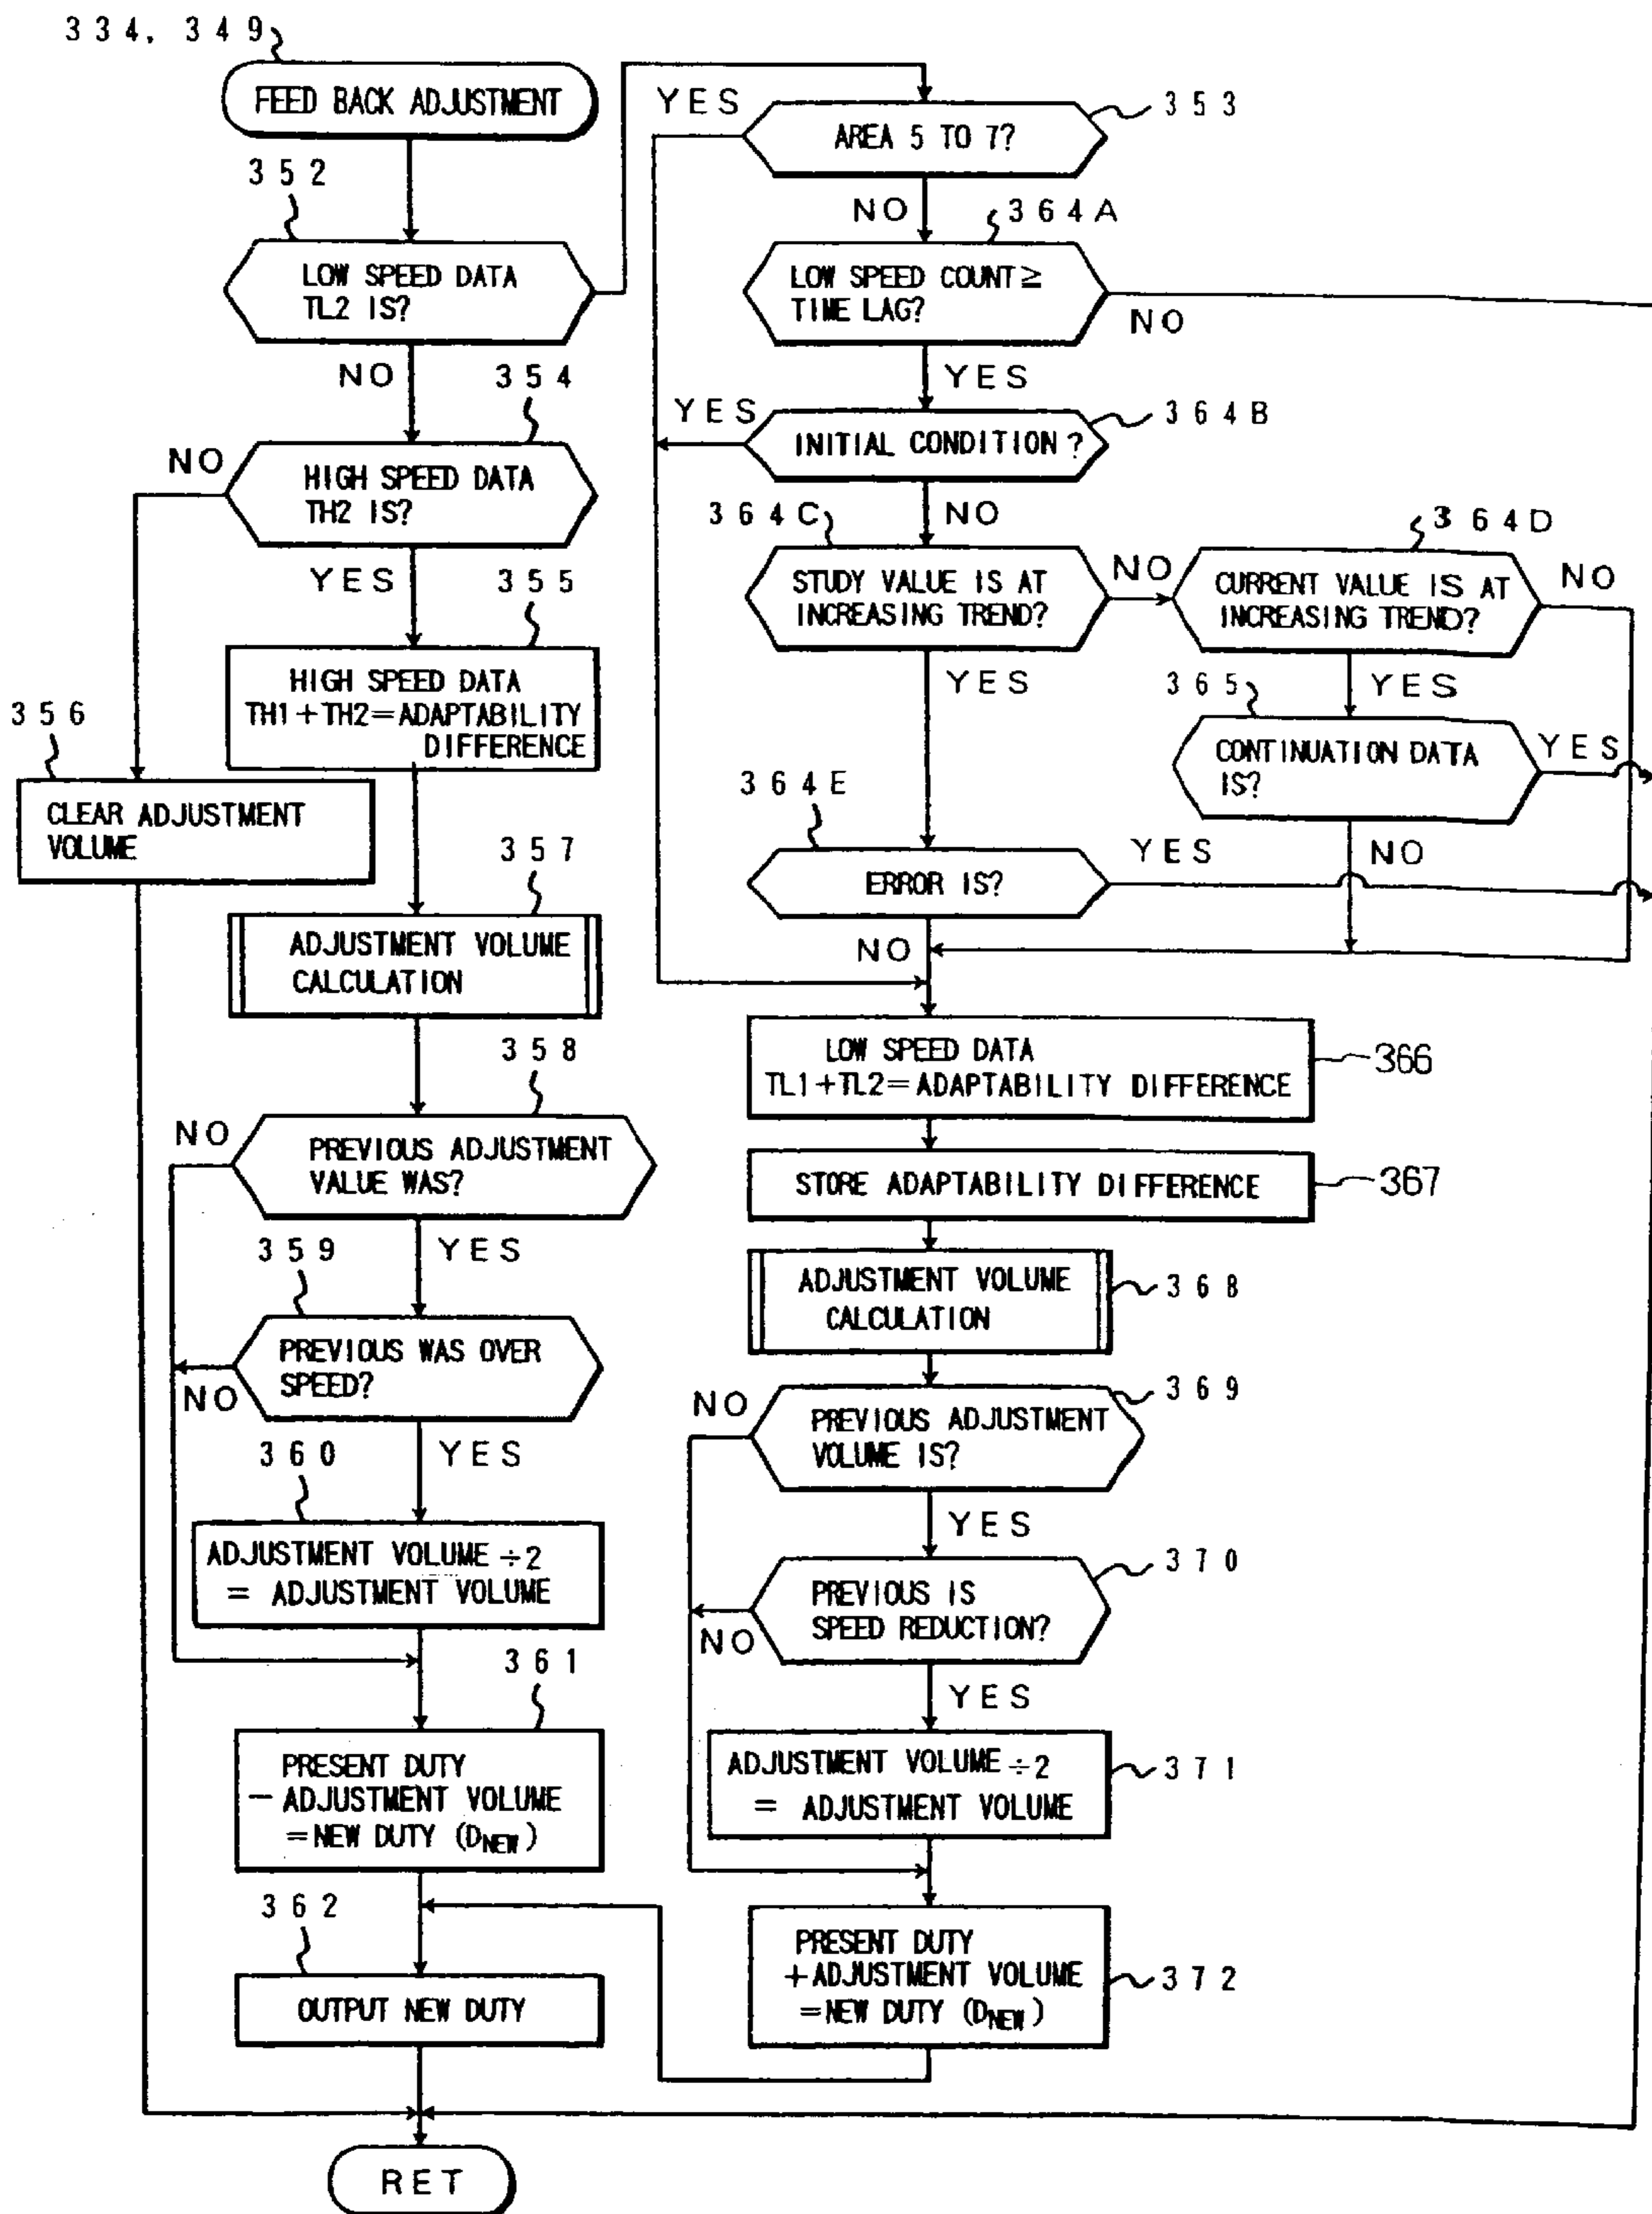 334, 349
FEED BACK ADJUSTMENT
352
LOW SPEED DATA
TL2 IS?
NO
354
NO
HIGH SPEED DATA
TH2 IS?
YES
355
HIGH SPEED DATA
TH1+TH2=ADAPTABILITY
DIFFERENCE
356
CLEAR ADJUSTMENT
VOLUME
357
ADJUSTMENT VOLUME
CALCULATION
358
NO
PREVIOUS ADJUSTMENT
VALUE WAS?
359
YES
PREVIOUS WAS OVER
SPEED?
NO
360
YES
ADJUSTMENT VOLUME ÷2
= ADJUSTMENT VOLUME
361
PRESENT DUTY
− ADJUSTMENT VOLUME
=NEW DUTY (DNEW)
362
OUTPUT NEW DUTY
RET
YES
353
AREA 5 TO 7?
NO
364A
LOW SPEED COUNT≥
TIME LAG?
NO
YES
YES
364B
INITIAL CONDITION ?
364C
NO
364D
STUDY VALUE IS AT
INCREASING TREND?
NO
CURRENT VALUE IS AT
INCREASING TREND?
NO
YES
365
YES
CONTINUATION DATA
IS?
YES
364E
YES
NO
ERROR IS?
NO
LOW SPEED DATA
TL1+TL2=ADAPTABILITY DIFFERENCE
366
STORE ADAPTABILITY DIFFERENCE
367
ADJUSTMENT VOLUME
CALCULATION
368
NO
369
PREVIOUS ADJUSTMENT
VOLUME IS?
YES
370
PREVIOUS IS
SPEED REDUCTION?
NO
YES
ADJUSTMENT VOLUME ÷2
= ADJUSTMENT VOLUME
371
PRESENT DUTY
+ADJUSTMENT VOLUME
=NEW DUTY (DNEW)
372